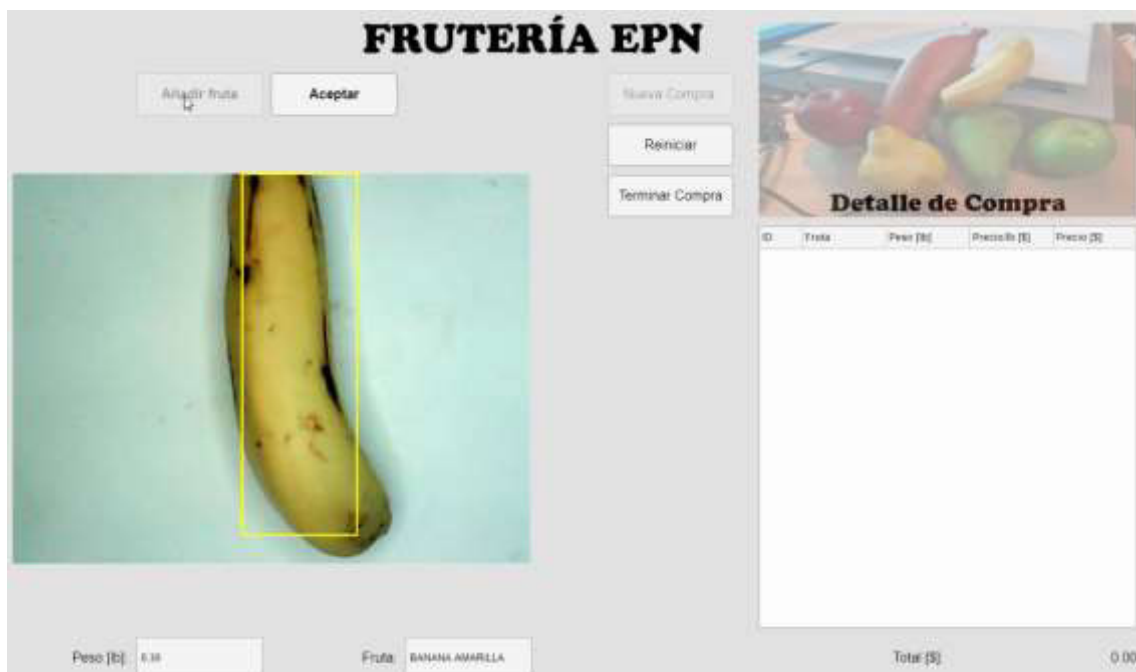 FRUTERÍA EPN
Añadir fruta
Aceptar
Nueva Compra
Reiniciar
Terminar Compra
Detalle de Compra
ID Fruta Peso [lb] Precio lb [$] Precio [$]
Peso [lb]
Fruta: BANANA AMARILLA
Total [$]: 0.00